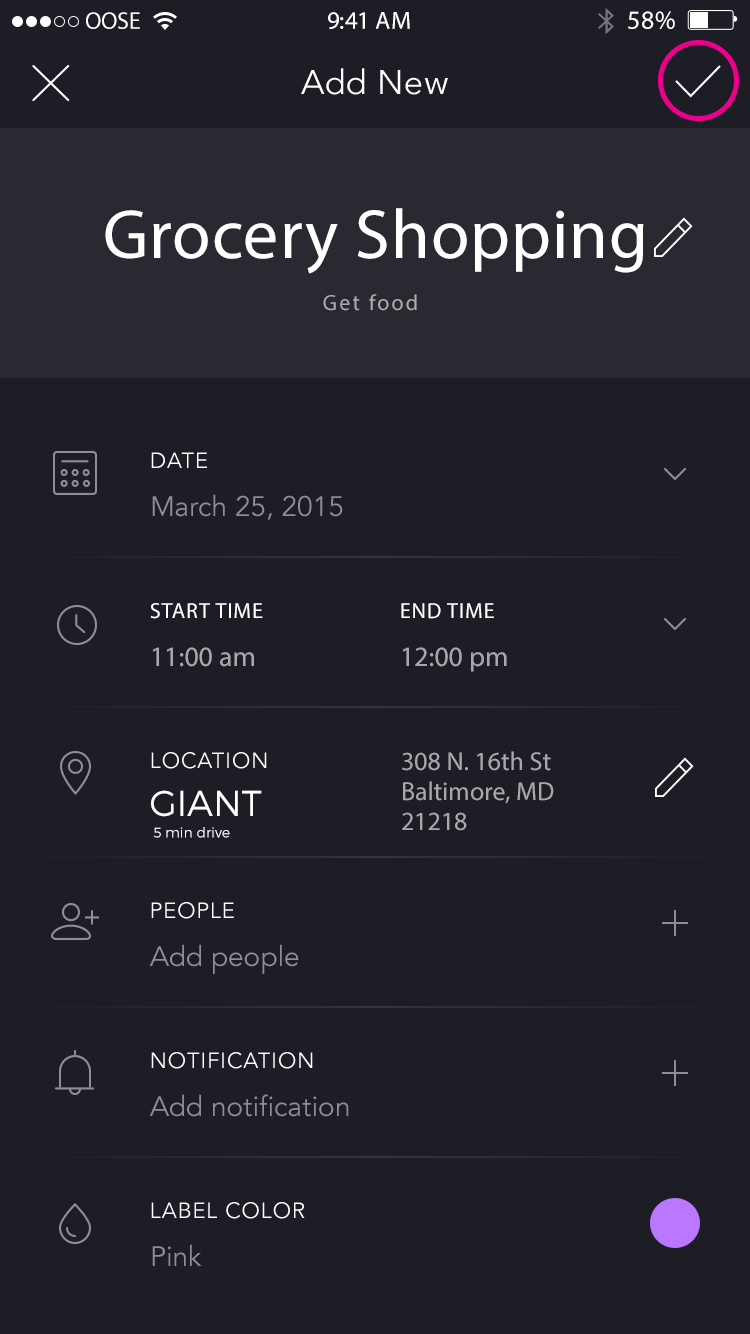 OOSE 9:41 AM 58%
Add New
Grocery Shopping
Get food
DATE
March 25, 2015
START TIME END TIME
11:00 am 12:00 pm
LOCATION
GIANT
5 min drive
308 N. 16th St
Baltimore, MD
21218
PEOPLE
Add people
NOTIFICATION
Add notification
LABEL COLOR
Pink